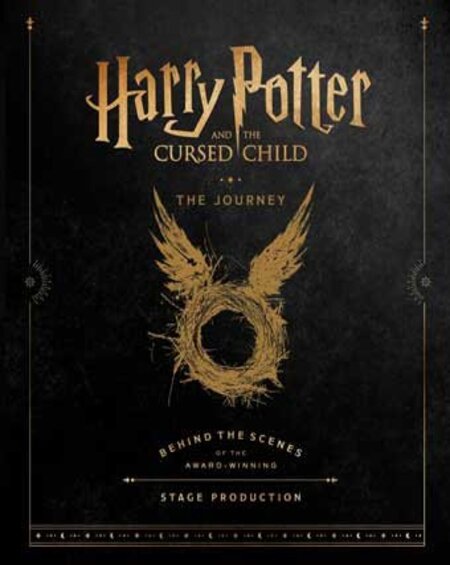 Harry Potter
AND THE
CURSED CHILD
THE JOURNEY
BEHIND THE SCENES
OF THE
AWARD-WINNING
STAGE PRODUCTION